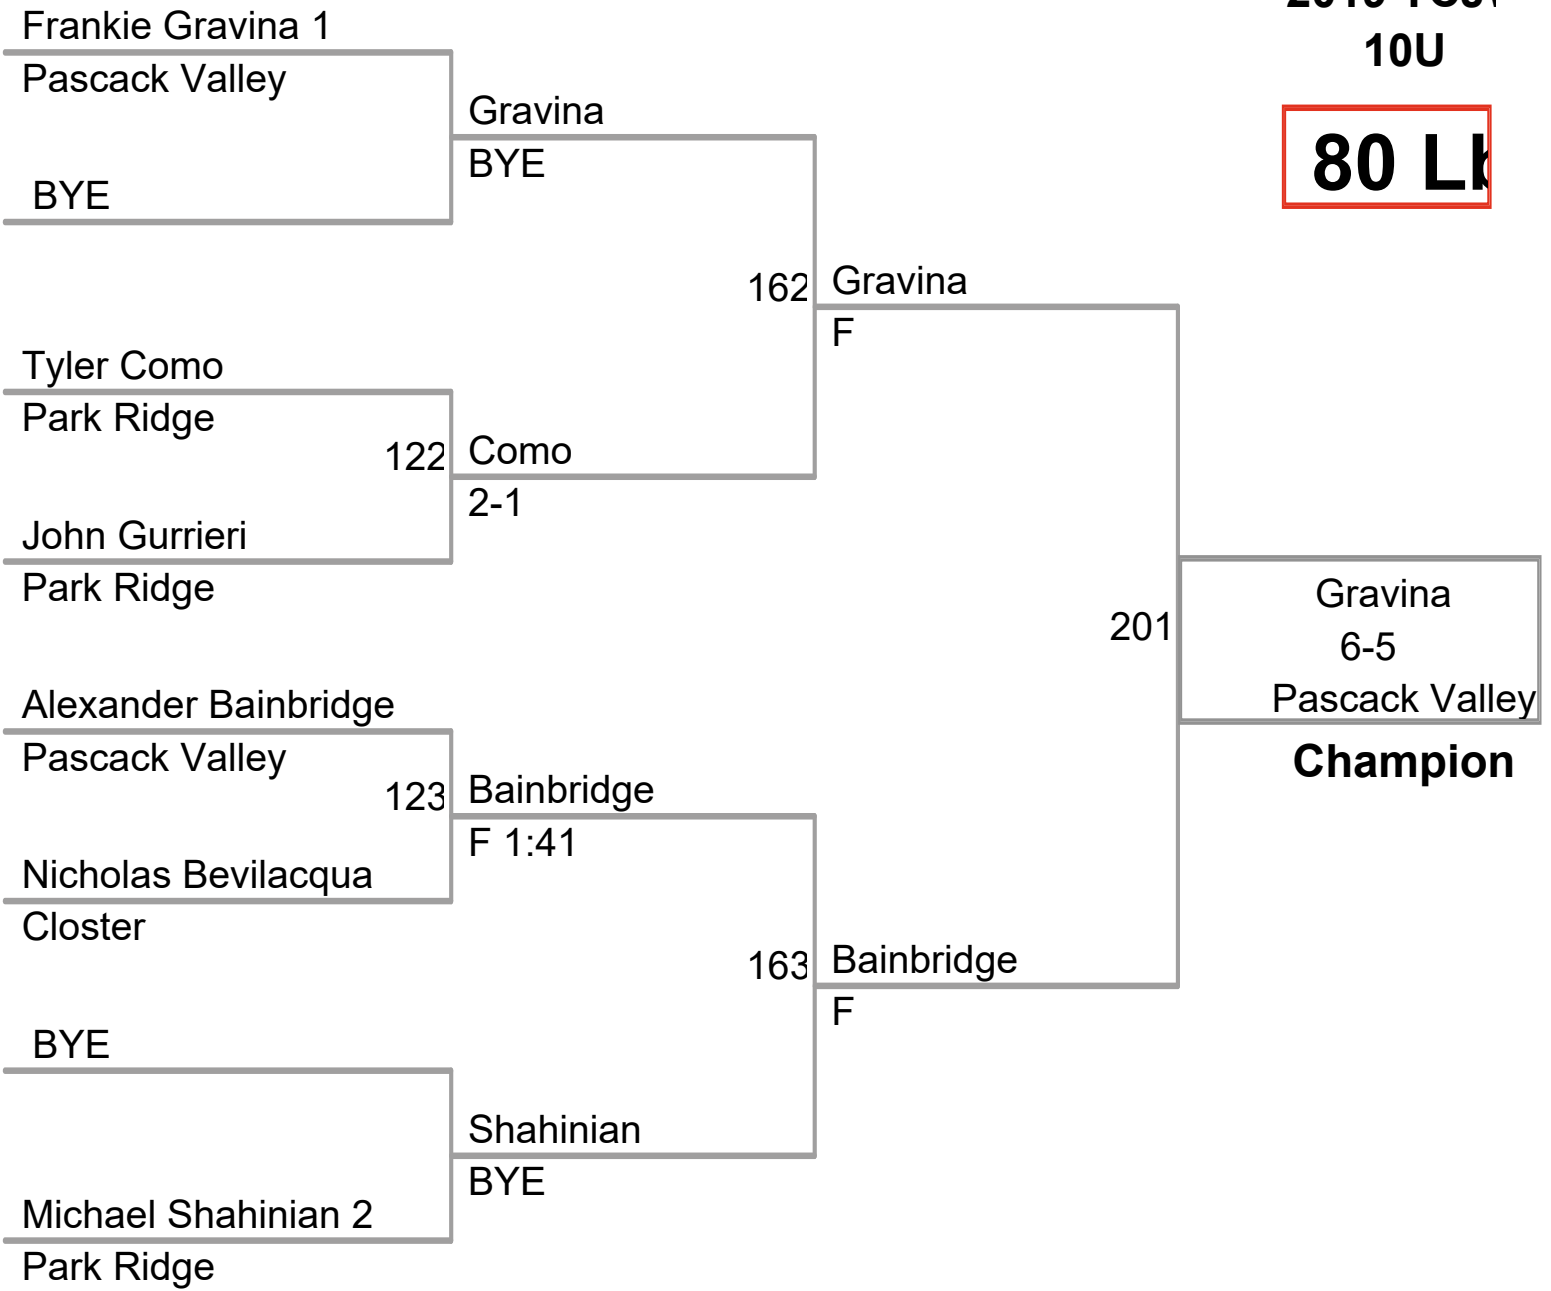 Frankie Gravina 1
Pascack Valley
BYE
Gravina
BYE
Tyler Como
Park Ridge
122
John Gurrieri
Park Ridge
Como
2-1
162
Gravina
F
Alexander Bainbridge
Pascack Valley
123
Nicholas Bevilacqua
Closter
Bainbridge
F 1:41
BYE
Michael Shahinian 2
Park Ridge
Shahinian
BYE
163
Bainbridge
F
201
Gravina
6-5
Pascack Valley
Champion
10U
80